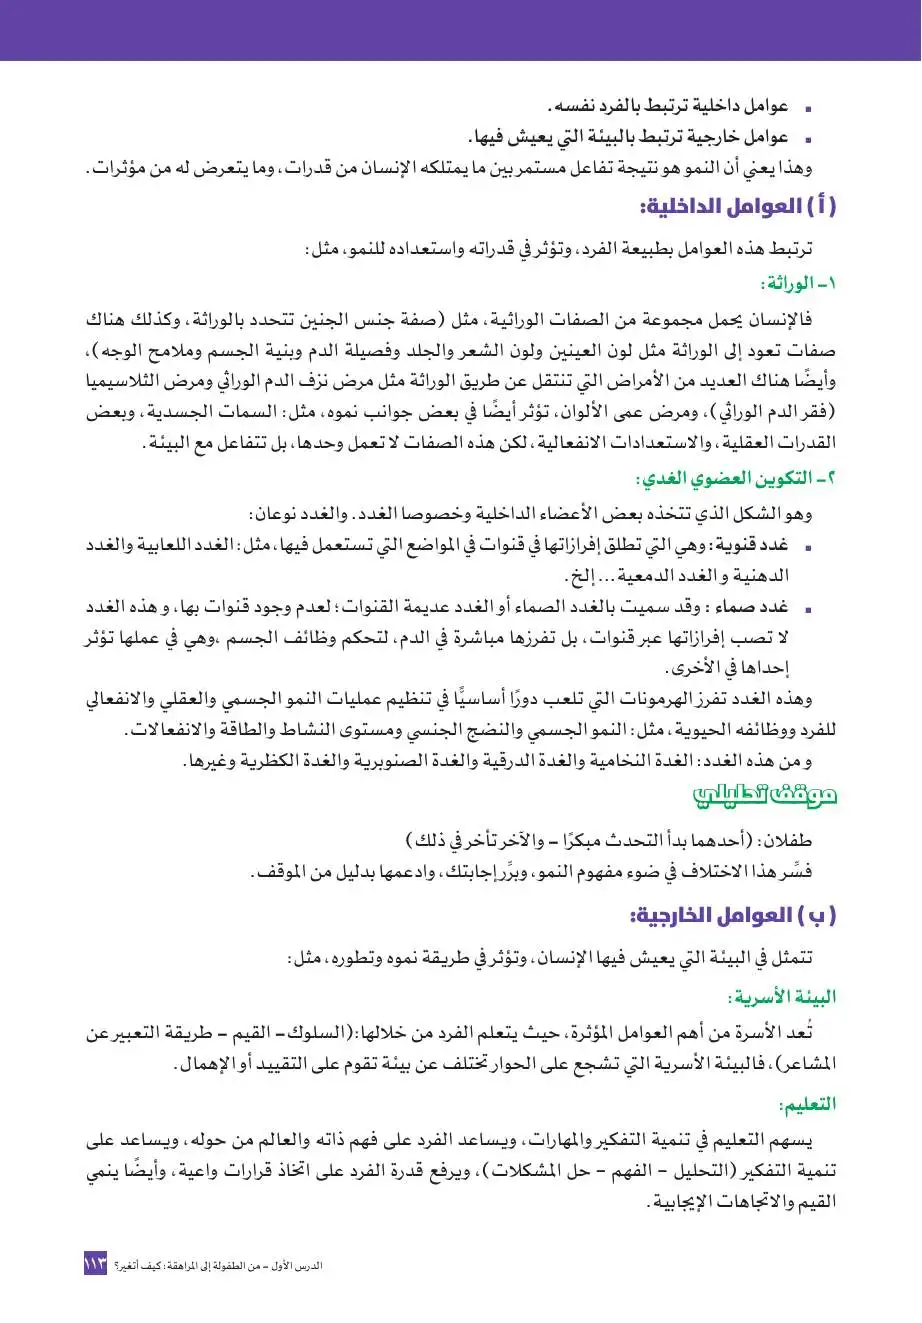 ▪ عوامل داخلية ترتبط بالفرد نفسه.
▪ عوامل خارجية ترتبط بالبيئة التي يعيش فيها.
وهذا يعني أن النمو هو نتيجة تفاعل مستمر بين ما يمتلكه الإنسان من قدرات، وما يتعرض له من مؤثرات.
( أ ) العوامل الداخلية:
ترتبط هذه العوامل بطبيعة الفرد، وتؤثر في قدراته واستعداده للنمو، مثل:
١- الوراثة:
فالإنسان يحمل مجموعة من الصفات الوراثية، مثل (صفة جنس الجنين تتحدد بالوراثة، وكذلك هناك
صفات تعود إلى الوراثة مثل لون العينين ولون الشعر والجلد وفصيلة الدم وبنية الجسم وملامح الوجه)،
وأيضًا هناك العديد من الأمراض التي تنتقل عن طريق الوراثة مثل مرض نزف الدم الوراثي ومرض الثلاسيميا
(فقر الدم الوراثي)، ومرض عمى الألوان، تؤثر أيضًا في بعض جوانب نموه، مثل: السمات الجسدية، وبعض
القدرات العقلية، والاستعدادات الانفعالية، لكن هذه الصفات لا تعمل وحدها، بل تتفاعل مع البيئة.
٢- التكوين العضوي الغدي:
وهو الشكل الذي تتخذه بعض الأعضاء الداخلية وخصوصا الغدد. والغدد نوعان:
▪ غدد قنوية: وهي التي تطلق إفرازاتها في قنوات في المواضع التي تستعمل فيها، مثل: الغدد اللعابية والغدد
الدهنية و الغدد الدمعية... إلخ.
▪ غدد صماء : وقد سميت بالغدد الصماء أو الغدد عديمة القنوات؛ لعدم وجود قنوات بها، و هذه الغدد
لا تصب إفرازاتها عبر قنوات، بل تفرزها مباشرة في الدم، لتحكم وظائف الجسم ،وهي في عملها تؤثر
إحداها في الأخرى.
وهذه الغدد تفرز الهرمونات التي تلعب دورًا أساسيًّا في تنظيم عمليات النمو الجسمي والعقلي والانفعالي
للفرد ووظائفه الحيوية، مثل: النمو الجسمي والنضج الجنسي ومستوى النشاط والطاقة والانفعالات.
و من هذه الغدد: الغدة النخامية والغدة الدرقية والغدة الصنوبرية والغدة الكظرية وغيرها.
موقف تحليلي
طفلان: (أحدهما بدأ التحدث مبكرًا – والآخر تأخر في ذلك)
فسِّر هذا الاختلاف في ضوء مفهوم النمو، وبرِّر إجابتك، وادعمها بدليل من الموقف.
( ب ) العوامل الخارجية:
تتمثل في البيئة التي يعيش فيها الإنسان، وتؤثر في طريقة نموه وتطوره، مثل:
البيئة الأسرية:
تُعد الأسرة من أهم العوامل المؤثرة، حيث يتعلم الفرد من خلالها:(السلوك– القيم – طريقة التعبير عن
المشاعر)، فالبيئة الأسرية التي تشجع على الحوار تختلف عن بيئة تقوم على التقييد أو الإهمال.
التعليم:
يسهم التعليم في تنمية التفكير والمهارات، ويساعد الفرد على فهم ذاته والعالم من حوله، ويساعد على
تنمية التفكير (التحليل – الفهم – حل المشكلات)، ويرفع قدرة الفرد على اتخاذ قرارات واعية، وأيضًا ينمي
القيم والاتجاهات الإيجابية.
الدرس الأول – من الطفولة إلى المراهقة: كيف أتغير؟ ١١٣